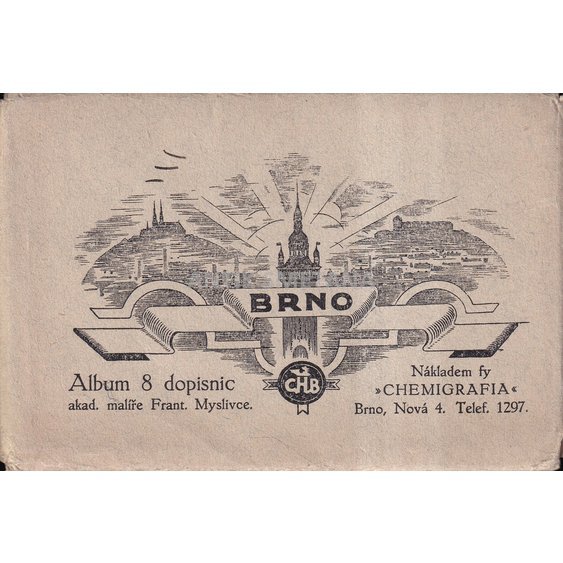 BRNO
CHB
Album 8 dopisnic
akad. malíře Frant. Myslivce.
Nákladem fy
»CHEMIGRAFIA«
Brno, Nová 4. Telef. 1297.